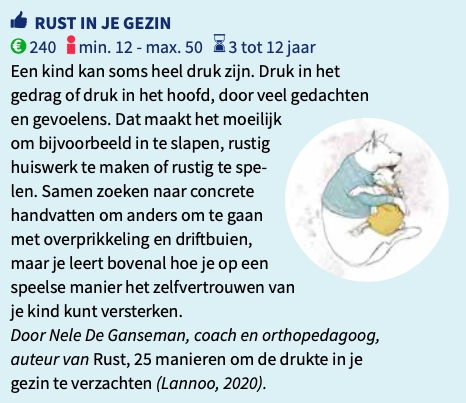 RUST IN JE GEZIN
€ 240 min. 12 - max. 50 3 tot 12 jaar
Een kind kan soms heel druk zijn. Druk in het
gedrag of druk in het hoofd, door veel gedachten
en gevoelens. Dat maakt het moeilijk
om bijvoorbeeld in te slapen, rustig
huiswerk te maken of rustig te spe-
len. Samen zoeken naar concrete
handvatten om anders om te gaan
met overprikkeling en driftbuien,
maar je leert bovenal hoe je op een
speelse manier het zelfvertrouwen van
je kind kunt versterken.
Door Nele De Ganseman, coach en orthopedagoog,
auteur van Rust, 25 manieren om de drukte in je
gezin te verzachten (Lannoo, 2020).